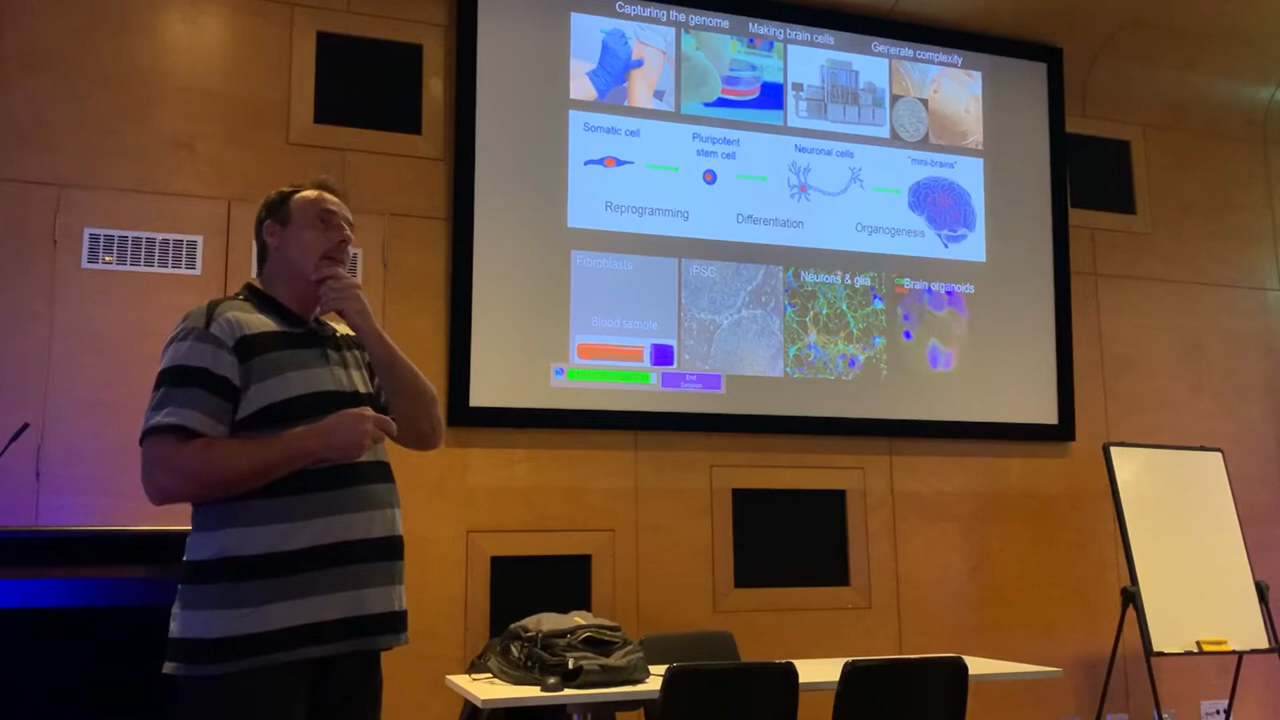 Capturing the genome
Making brain cells
Generate complexity
Somatic cell
Pluripotent
stem cell
Neuronal cells
"mini-brains"
Reprogramming
Differentiation
Organogenesis
Fibroblasts
iPSC
Neurons & glia
Brain organoids
Blood sample
End
Session